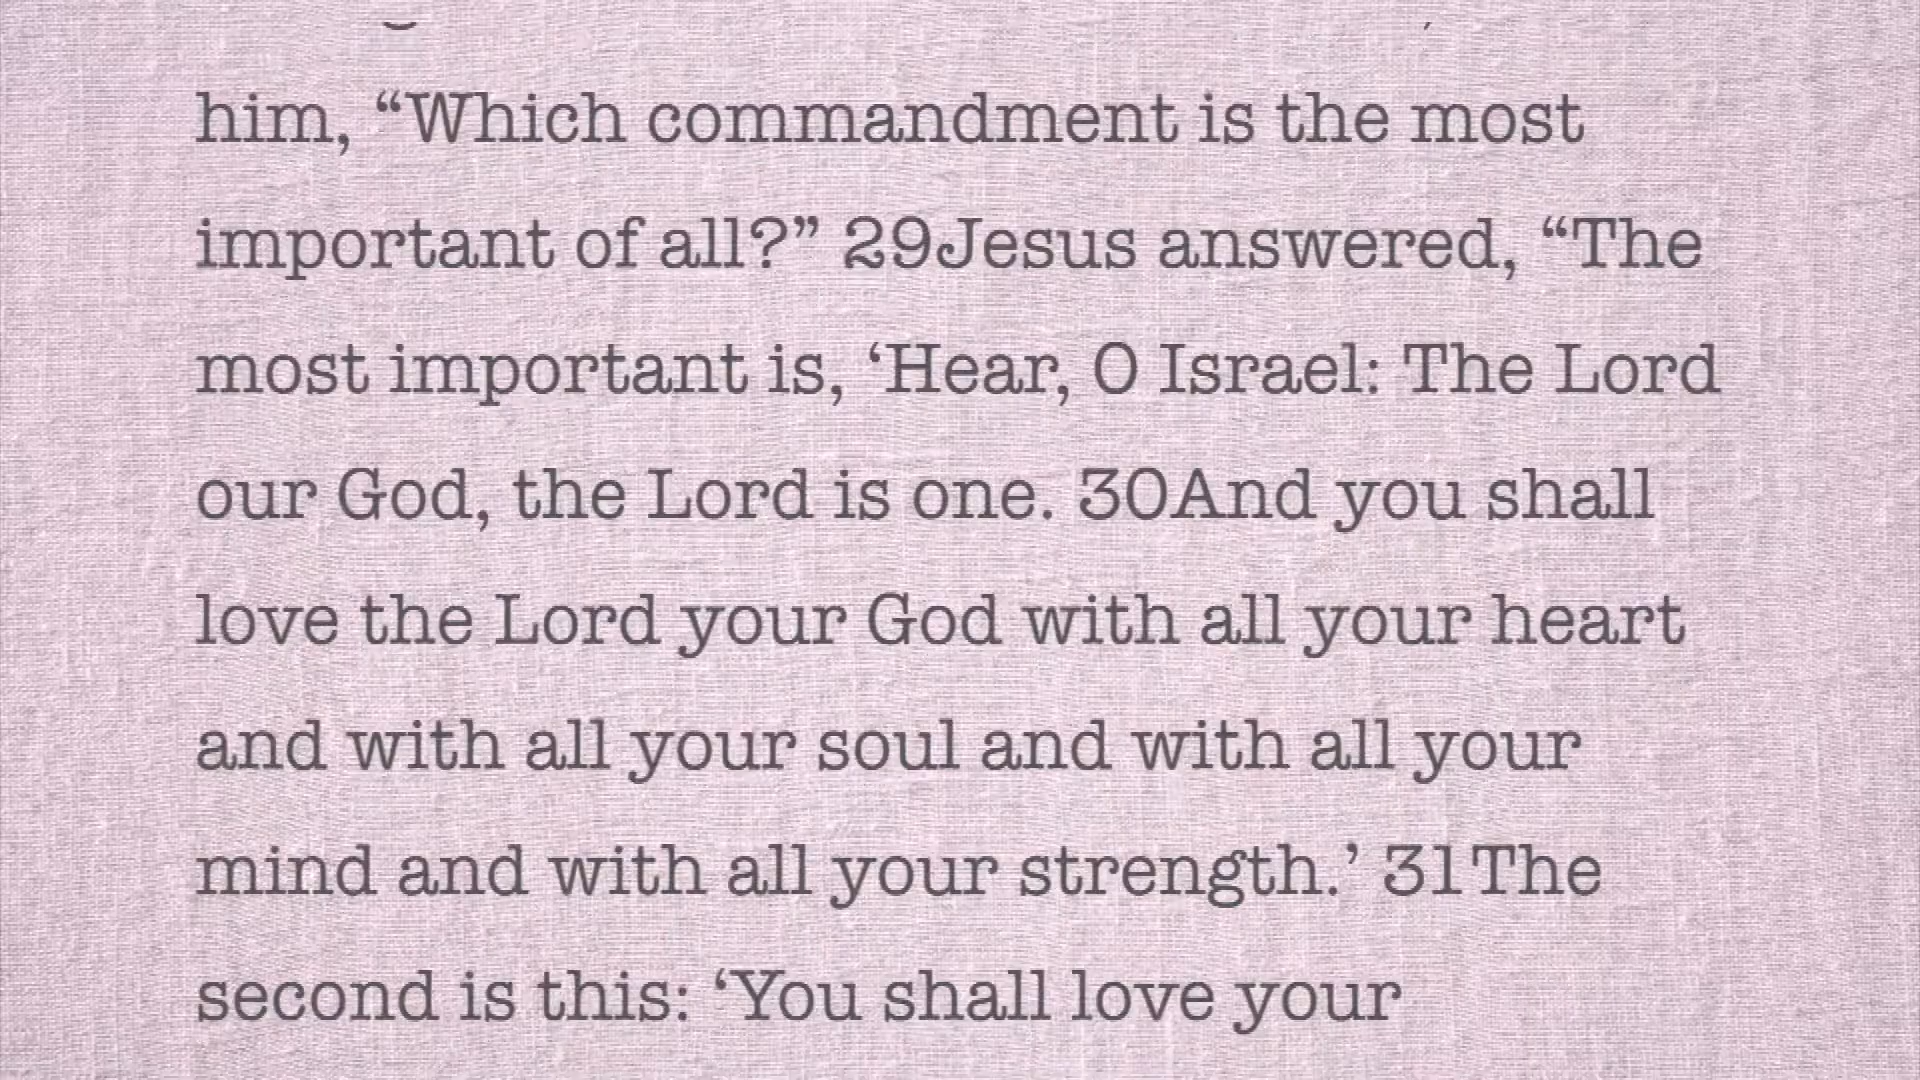 him, “Which commandment is the most
important of all?” 29Jesus answered, “The
most important is, ‘Hear, O Israel: The Lord
our God, the Lord is one. 30And you shall
love the Lord your God with all your heart
and with all your soul and with all your
mind and with all your strength.’ 31The
second is this: ‘You shall love your